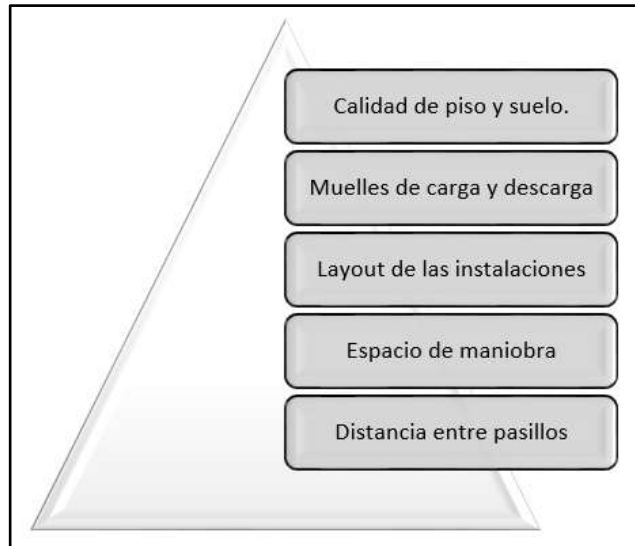 Calidad de piso y suelo.
Muelles de carga y descarga
Layout de las instalaciones
Espacio de maniobra
Distancia entre pasillos